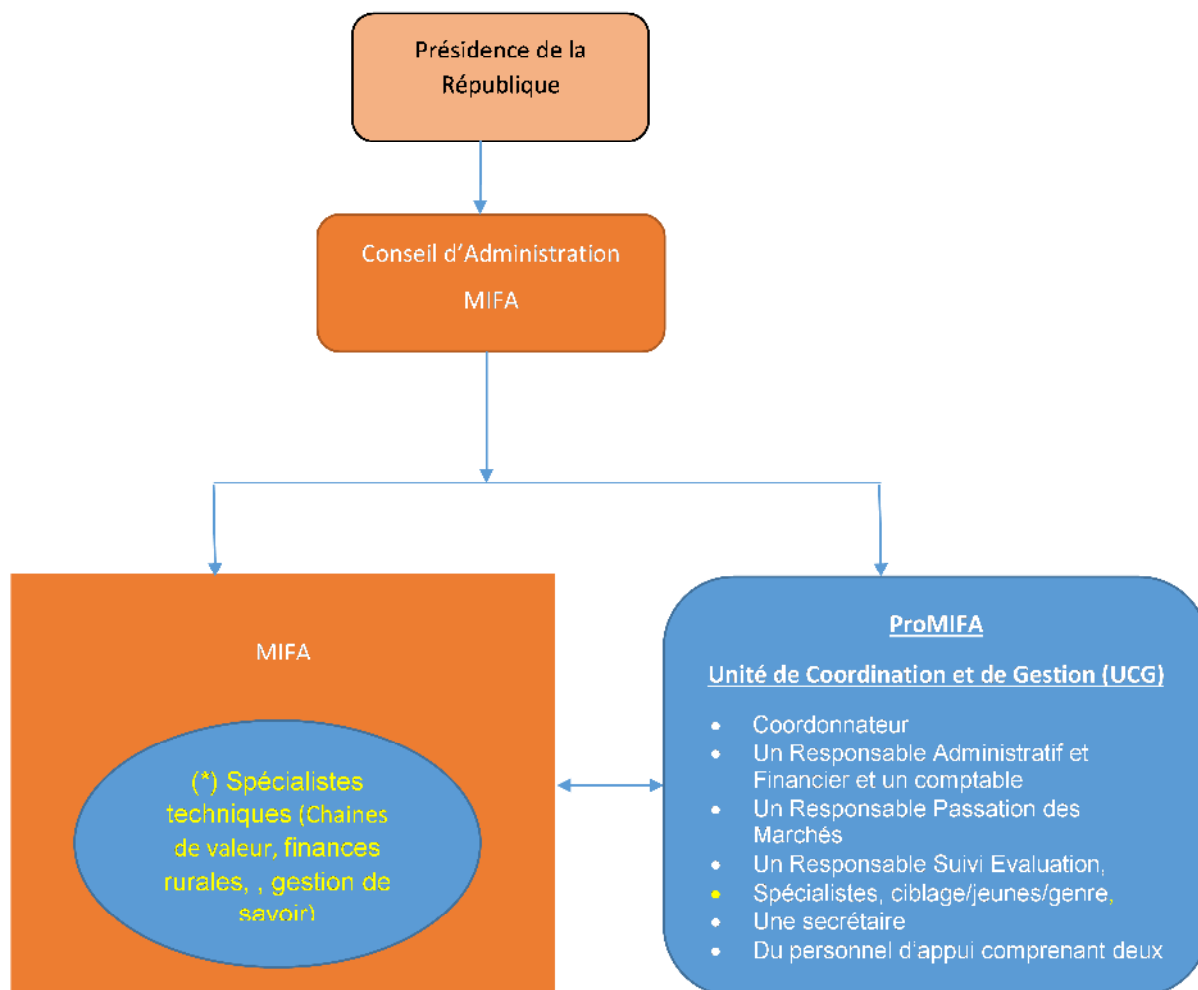 Présidence de la
République
Conseil d'Administration
MIFA
MIFA
(*) Spécialistes
techniques (Chaines
de valeur, finances
rurales, , gestion de
savoir)
ProMIFA
Unité de Coordination et de Gestion (UCG)
• Coordonnateur
• Un Responsable Administratif et
Financier et un comptable
• Un Responsable Passation des
Marchés
• Un Responsable Suivi Evaluation,
• Spécialistes, ciblage/jeunes/genre,
• Une secrétaire
• Du personnel d'appui comprenant deux